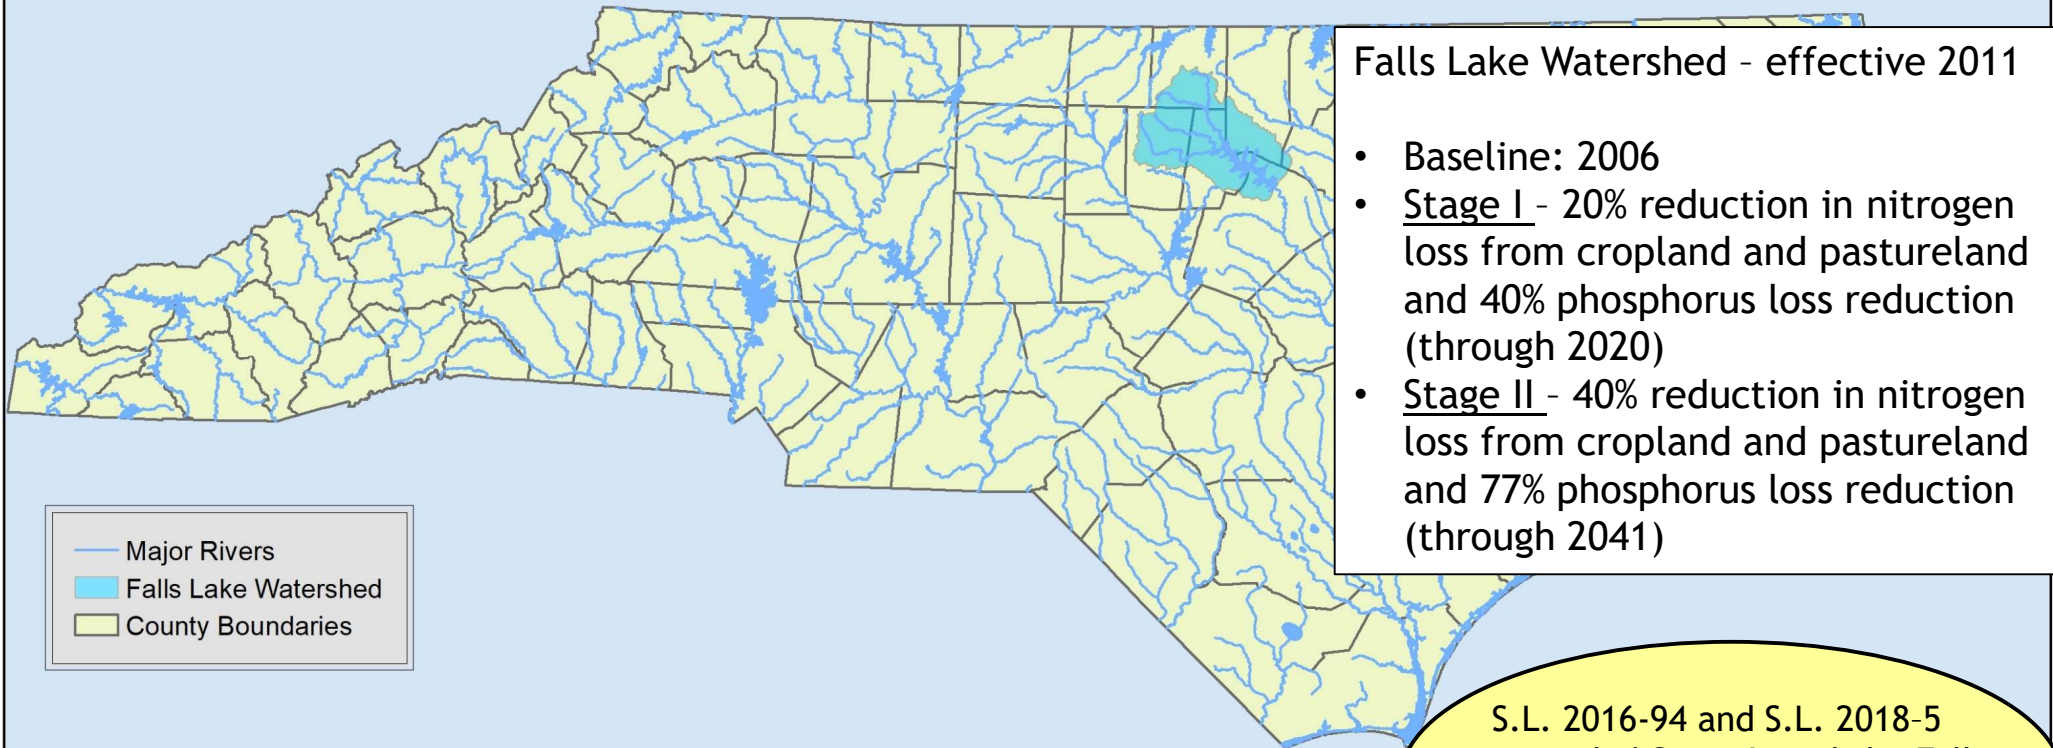 Falls Lake Watershed – effective 2011
• Baseline: 2006
• Stage I – 20% reduction in nitrogen
loss from cropland and pastureland
and 40% phosphorus loss reduction
(through 2020)
• Stage II – 40% reduction in nitrogen
loss from cropland and pastureland
and 77% phosphorus loss reduction
(through 2041)
Major Rivers
Falls Lake Watershed
County Boundaries
S.L. 2016-94 and S.L. 2018–5